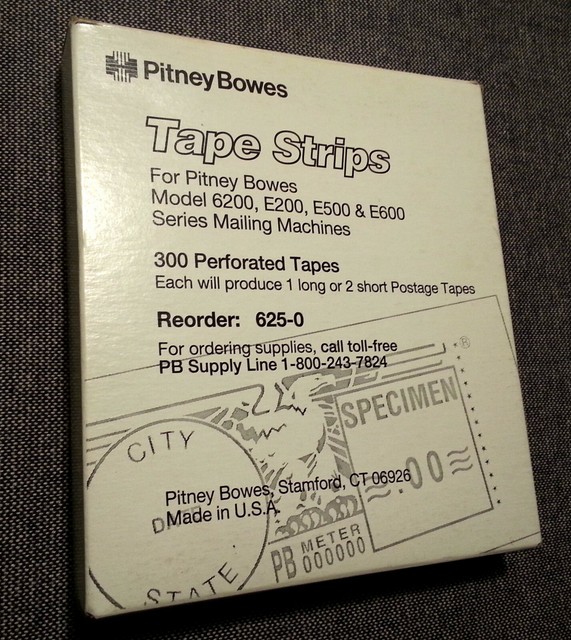 PitneyBowes
Tape Strips
For Pitney Bowes
Model 6200, E200, E500 & E600
Series Mailing Machines
300 Perforated Tapes
Each will produce 1 long or 2 short Postage Tapes
Reorder: 625-0
For ordering supplies, call toll-free
PB Supply Line 1-800-243-7824
®
SPECIMEN
CITY
.00
Pitney Bowes, Stamford, CT 06926
DATE
Made in U.S.A.
PB METER
000000
STATE